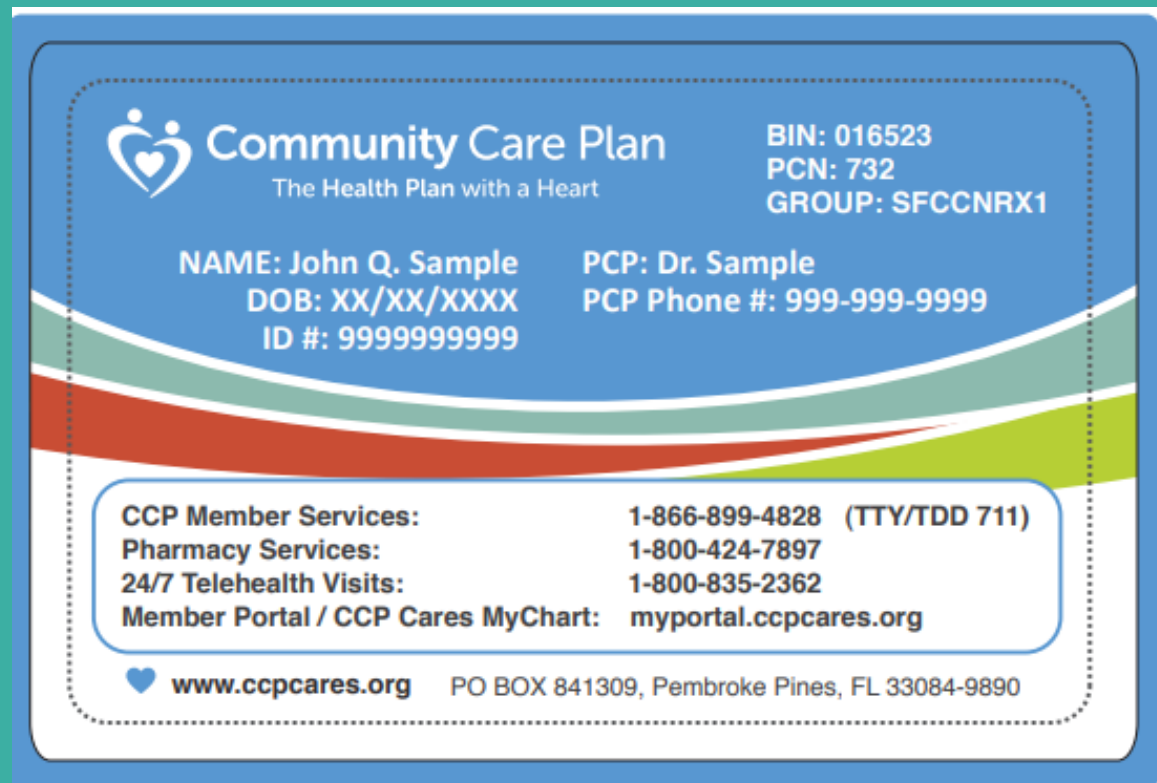 Community Care Plan
The Health Plan with a Heart
BIN: 016523
PCN: 732
GROUP: SFCCNRX1
NAME: John Q. Sample
DOB: XX/XX/XXXX
ID #: 9999999999
PCP: Dr. Sample
PCP Phone #: 999-999-9999
CCP Member Services: 1-866-899-4828 (TTY/TDD 711)
Pharmacy Services: 1-800-424-7897
24/7 Telehealth Visits: 1-800-835-2362
Member Portal / CCP Cares MyChart: myportal.ccpcares.org
www.ccpcares.org PO BOX 841309, Pembroke Pines, FL 33084-9890